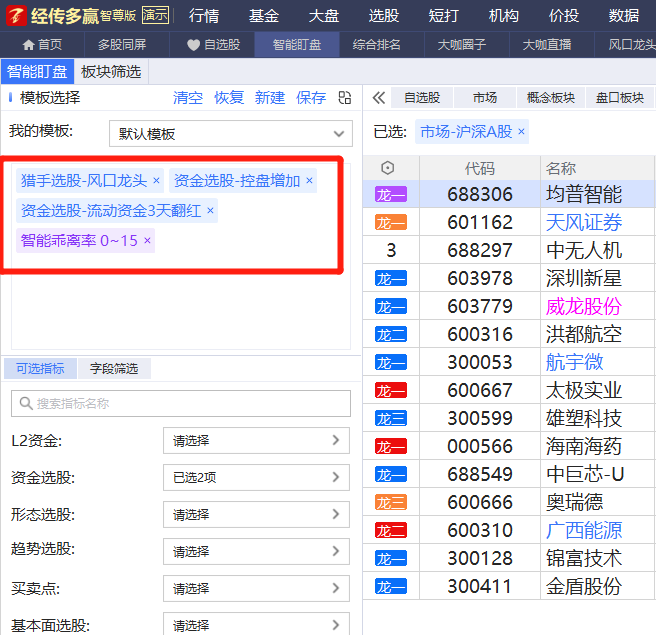 经传多赢 智尊版 演示 行情 基金 大盘 选股 短打 机构 价投 数据
首页 多股同屏 自选股 智能盯盘 综合排名 大咖圈子 大咖直播 风口龙头
智能盯盘 板块筛选
模板选择 清空 恢复 新建 保存 自选股 市场 概念板块 盘口板块
我的模板: 默认模板 已选: 市场-沪深A股 ×
猎手选股-风口龙头 × 资金选股-控盘增加 ×
资金选股-流动资金3天翻红 ×
智能乖离率 0~15 ×
代码 名称
龙一 688306 均普智能
龙一 601162 天风证券
3 688297 中无人机
龙一 603978 深圳新星
龙一 603779 威龙股份
龙二 600316 洪都航空
龙一 300053 航宇微
龙一 600667 太极实业
龙三 300599 雄塑科技
龙一 000566 海南海药
龙一 688549 中巨芯-U
龙三 600666 奥瑞德
龙二 600310 广西能源
龙一 300128 锦富技术
龙一 300411 金盾股份
可选指标 字段筛选
搜索指标名称
L2资金: 请选择
资金选股: 已选2项
形态选股: 请选择
趋势选股: 请选择
买卖点: 请选择
基本面选股: 请选择